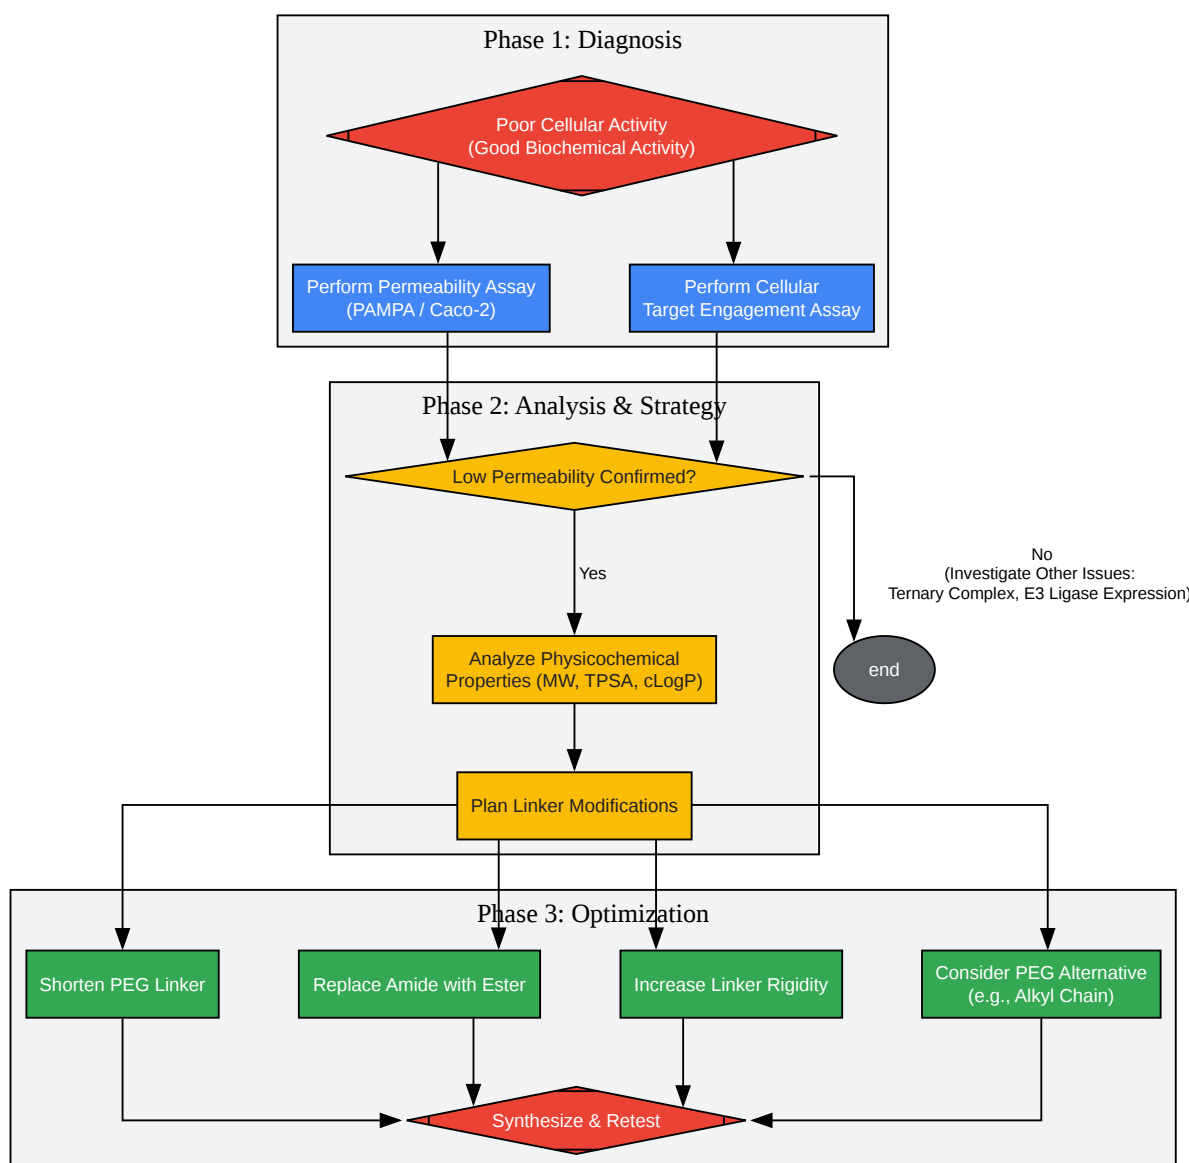 Phase 1: Diagnosis
Poor Cellular Activity
(Good Biochemical Activity)
Perform Permeability Assay
(PAMPA / Caco-2)
Perform Cellular
Target Engagement Assay
Phase 2: Analysis & Strategy
Low Permeability Confirmed?
Yes
No
(Investigate Other Issues:
Ternary Complex, E3 Ligase Expression)
end
Analyze Physicochemical
Properties (MW, TPSA, cLogP)
Plan Linker Modifications
Phase 3: Optimization
Shorten PEG Linker
Replace Amide with Ester
Increase Linker Rigidity
Consider PEG Alternative
(e.g., Alkyl Chain)
Synthesize & Retest